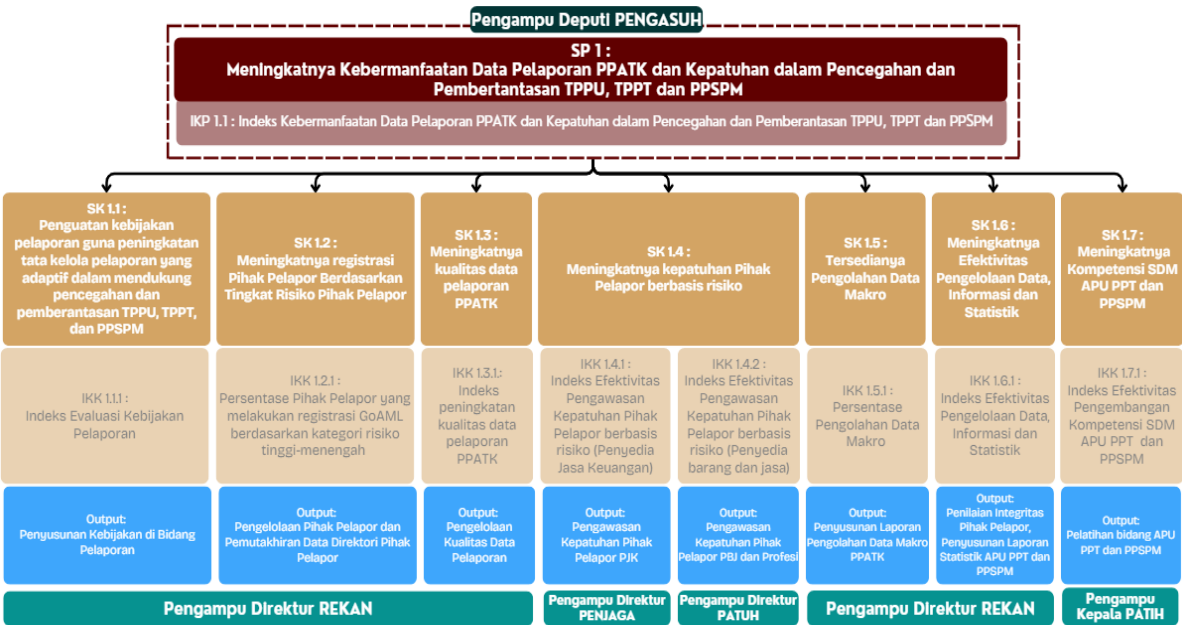 Pengampu Deputi PENGASUH
SP 1 :
Meningkatnya Kebermanfaatan Data Pelaporan PPATK dan Kepatuhan dalam Pencegahan dan
Pembertantasan TPPU, TPPT dan PPSPM
IKP 1.1 : Indeks Kebermanfaatan Data Pelaporan PPATK dan Kepatuhan dalam Pencegahan dan Pemberantasan TPPU, TPPT dan PPSPM
SK 1.1 :
Penguatan kebijakan
pelaporan guna peningkatan
tata kelola pelaporan yang
adaptif dalam mendukung
pencegahan dan
pemberantasan TPPU, TPPT,
dan PPSPM
SK 1.2 :
Meningkatnya registrasi
Pihak Pelapor Berdasarkan
Tingkat Risiko Pihak Pelapor
SK 1.3 :
Meningkatnya
kualitas data
pelaporan
PPATK
SK 1.4 :
Meningkatnya kepatuhan Pihak
Pelapor berbasis risiko
SK 1.5 :
Tersedianya
Pengolahan Data
Makro
SK 1.6 :
Meningkatnya
Efektivitas
Pengelolaan Data,
Informasi dan
Statistik
SK 1.7 :
Meningkatnya
Kompetensi SDM
APU PPT dan
PPSPM
IKK 1.1.1 :
Indeks Evaluasi Kebijakan
Pelaporan
IKK 1.2.1 :
Persentase Pihak Pelapor yang
melakukan registrasi GoAML
berdasarkan kategori risiko
tinggi-menengah
IKK 1.3.1.:
Indeks
peningkatan
kualitas data
pelaporan
PPATK
IKK 1.4.1 :
Indeks Efektivitas
Pengawasan
Kepatuhan Pihak
Pelapor berbasis
risiko (Penyedia
Jasa Keuangan)
IKK 1.4.2 :
Indeks Efektivitas
Pengawasan
Kepatuhan Pihak
Pelapor berbasis
risiko (Penyedia
barang dan jasa)
IKK 1.5.1 :
Persentase
Pengolahan Data
Makro
IKK 1.6.1 :
Indeks Efektivitas
Pengelolaan Data,
Informasi dan
Statistik
IKK 1.7.1 :
Indeks Efektivitas
Pengembangan
Kompetensi SDM
APU PPT dan
PPSPM
Output:
Penyusunan Kebijakan di Bidang
Pelaporan
Output:
Pengelolaan Pihak Pelapor dan
Pemutakhiran Data Direktori Pihak
Pelapor
Output:
Pengelolaan
Kualitas Data
Pelaporan
Output:
Pengawasan
Kepatuhan Pihak
Pelapor PJK
Output:
Pengawasan
Kepatuhan Pihak
Pelapor PBJ dan Profesi
Output:
Penyusunan Laporan
Pengolahan Data Makro
PPATK
Output:
Penilaian Integritas
Pihak Pelapor,
Penyusunan Laporan
Statistik APU PPT dan
PPSPM
Output:
Pelatihan bidang APU
PPT dan PPSPM
Pengampu Direktur REKAN
Pengampu Direktur
PENJAGA
Pengampu Direktur
PATUH
Pengampu Direktur REKAN
Pengampu
Kepala PATIH